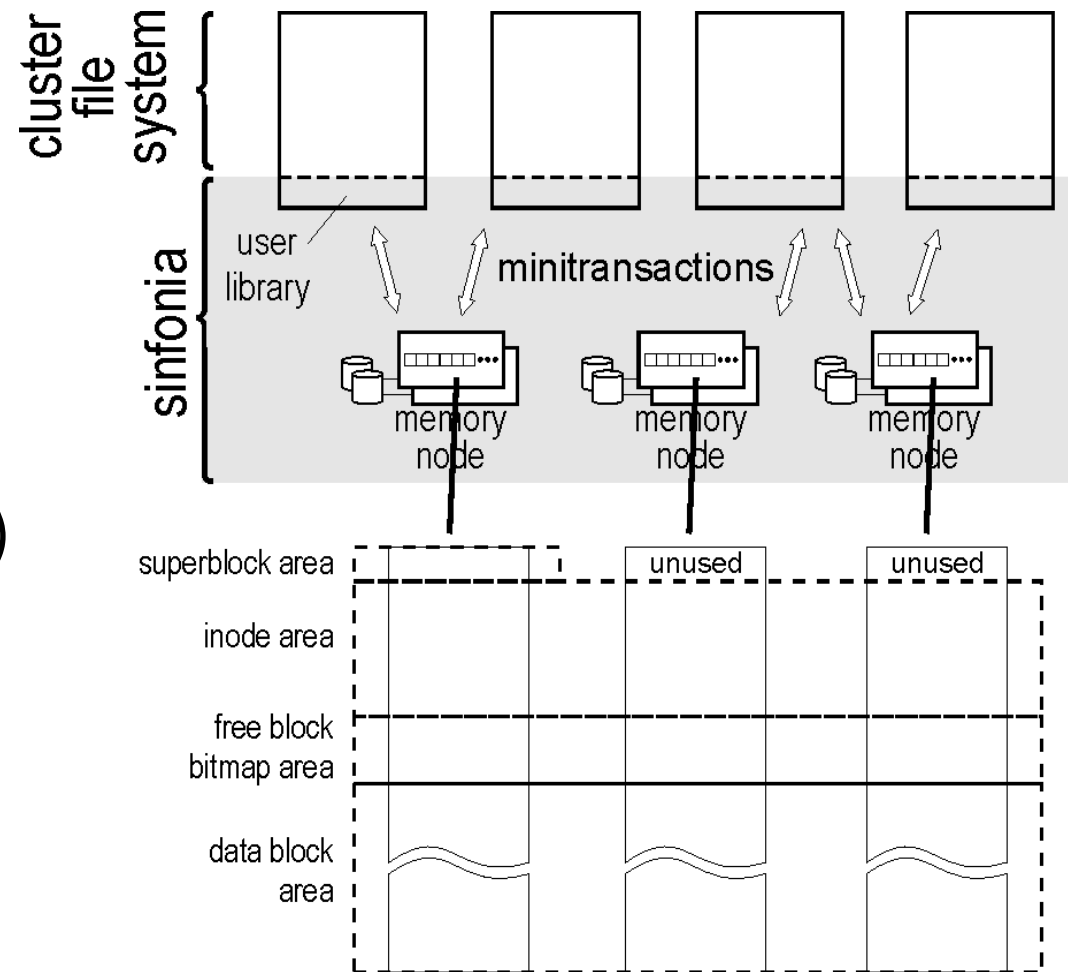 cluster
file
system
sinfonia
user
library
minitransactions
memory
node
memory
node
memory
node
superblock area
unused
unused
inode area
free block
bitmap area
data block
area
)